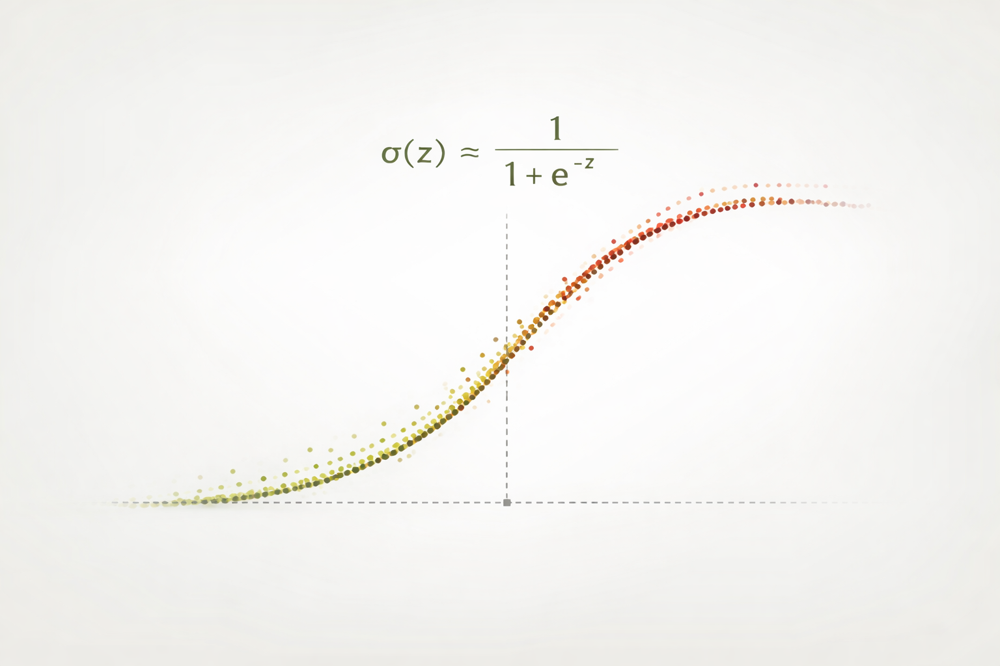 σ(z) ≈ 1 / (1 + e^-z)